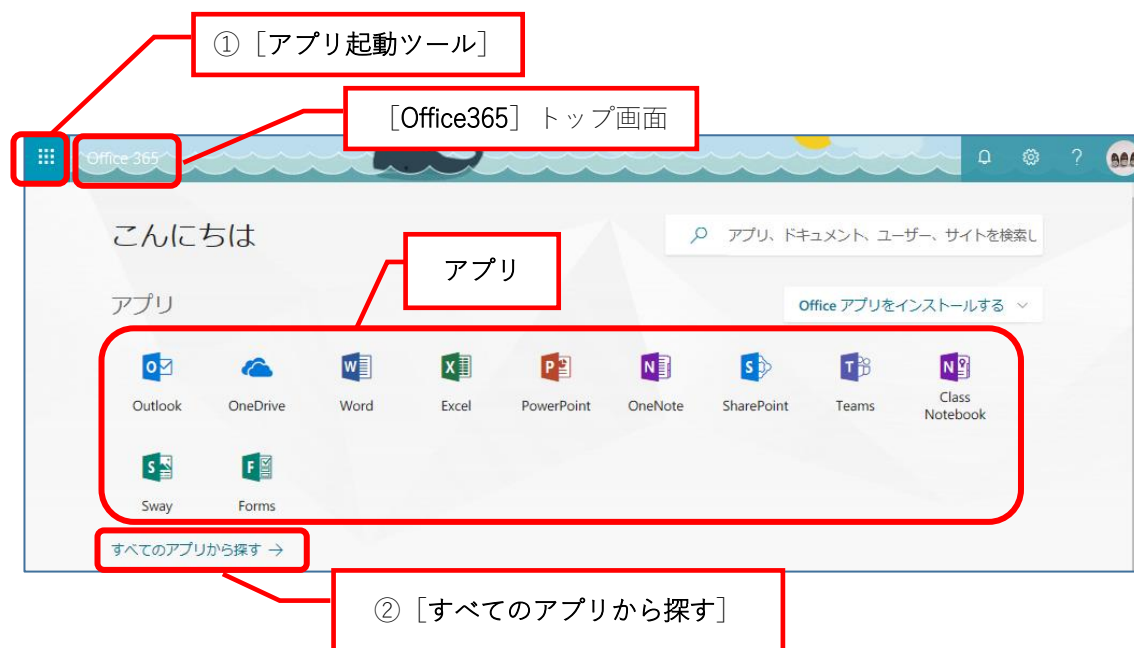 ① [アプリ起動ツール]
[Office365] トップ画面
Office 365
?
こんにちは
アプリ、ドキュメント、ユーザー、サイトを検索し
アプリ
アプリ
Office アプリをインストールする
Outlook OneDrive Word Excel PowerPoint OneNote SharePoint Teams Class Notebook
Sway Forms
すべてのアプリから探す →
② [すべてのアプリから探す]